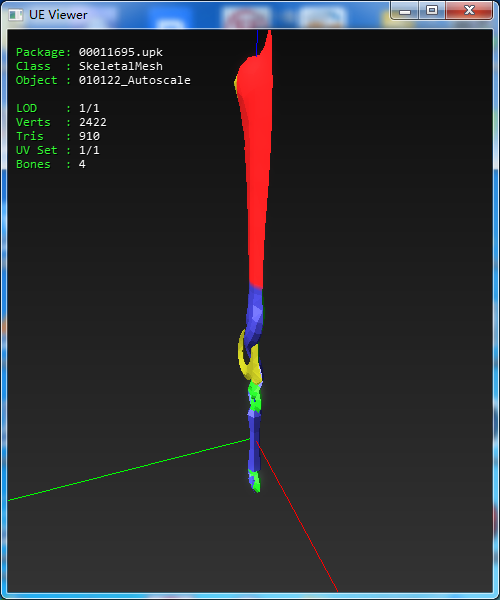 UE Viewer
Package: 00011695.upk
Class : SkeletalMesh
Object : 010122_Autoscale
LOD : 1/1
Verts : 2422
Tris : 910
UV Set : 1/1
Bones : 4